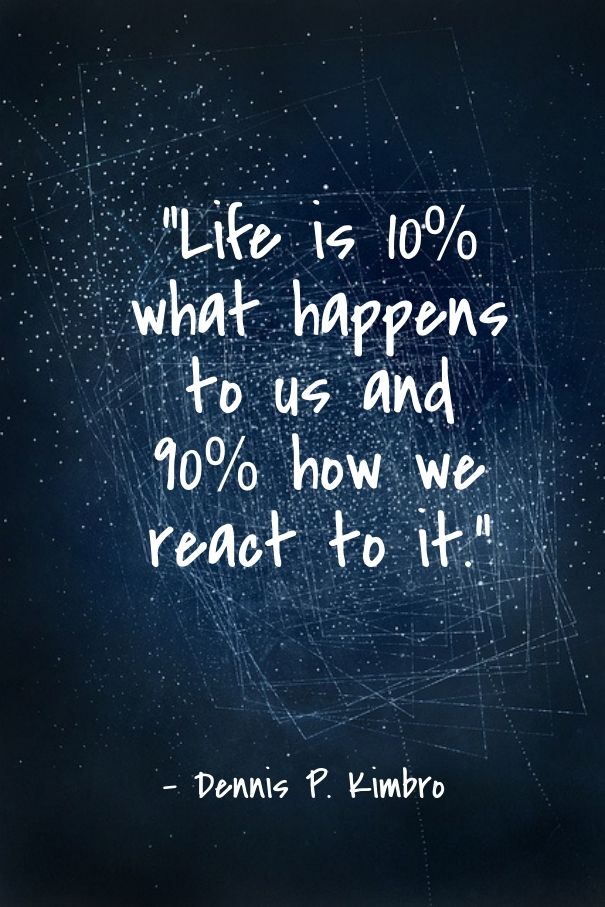 "Life is 10%
what happens
to us and
90% how we
react to it."
- Dennis P. Kimbro